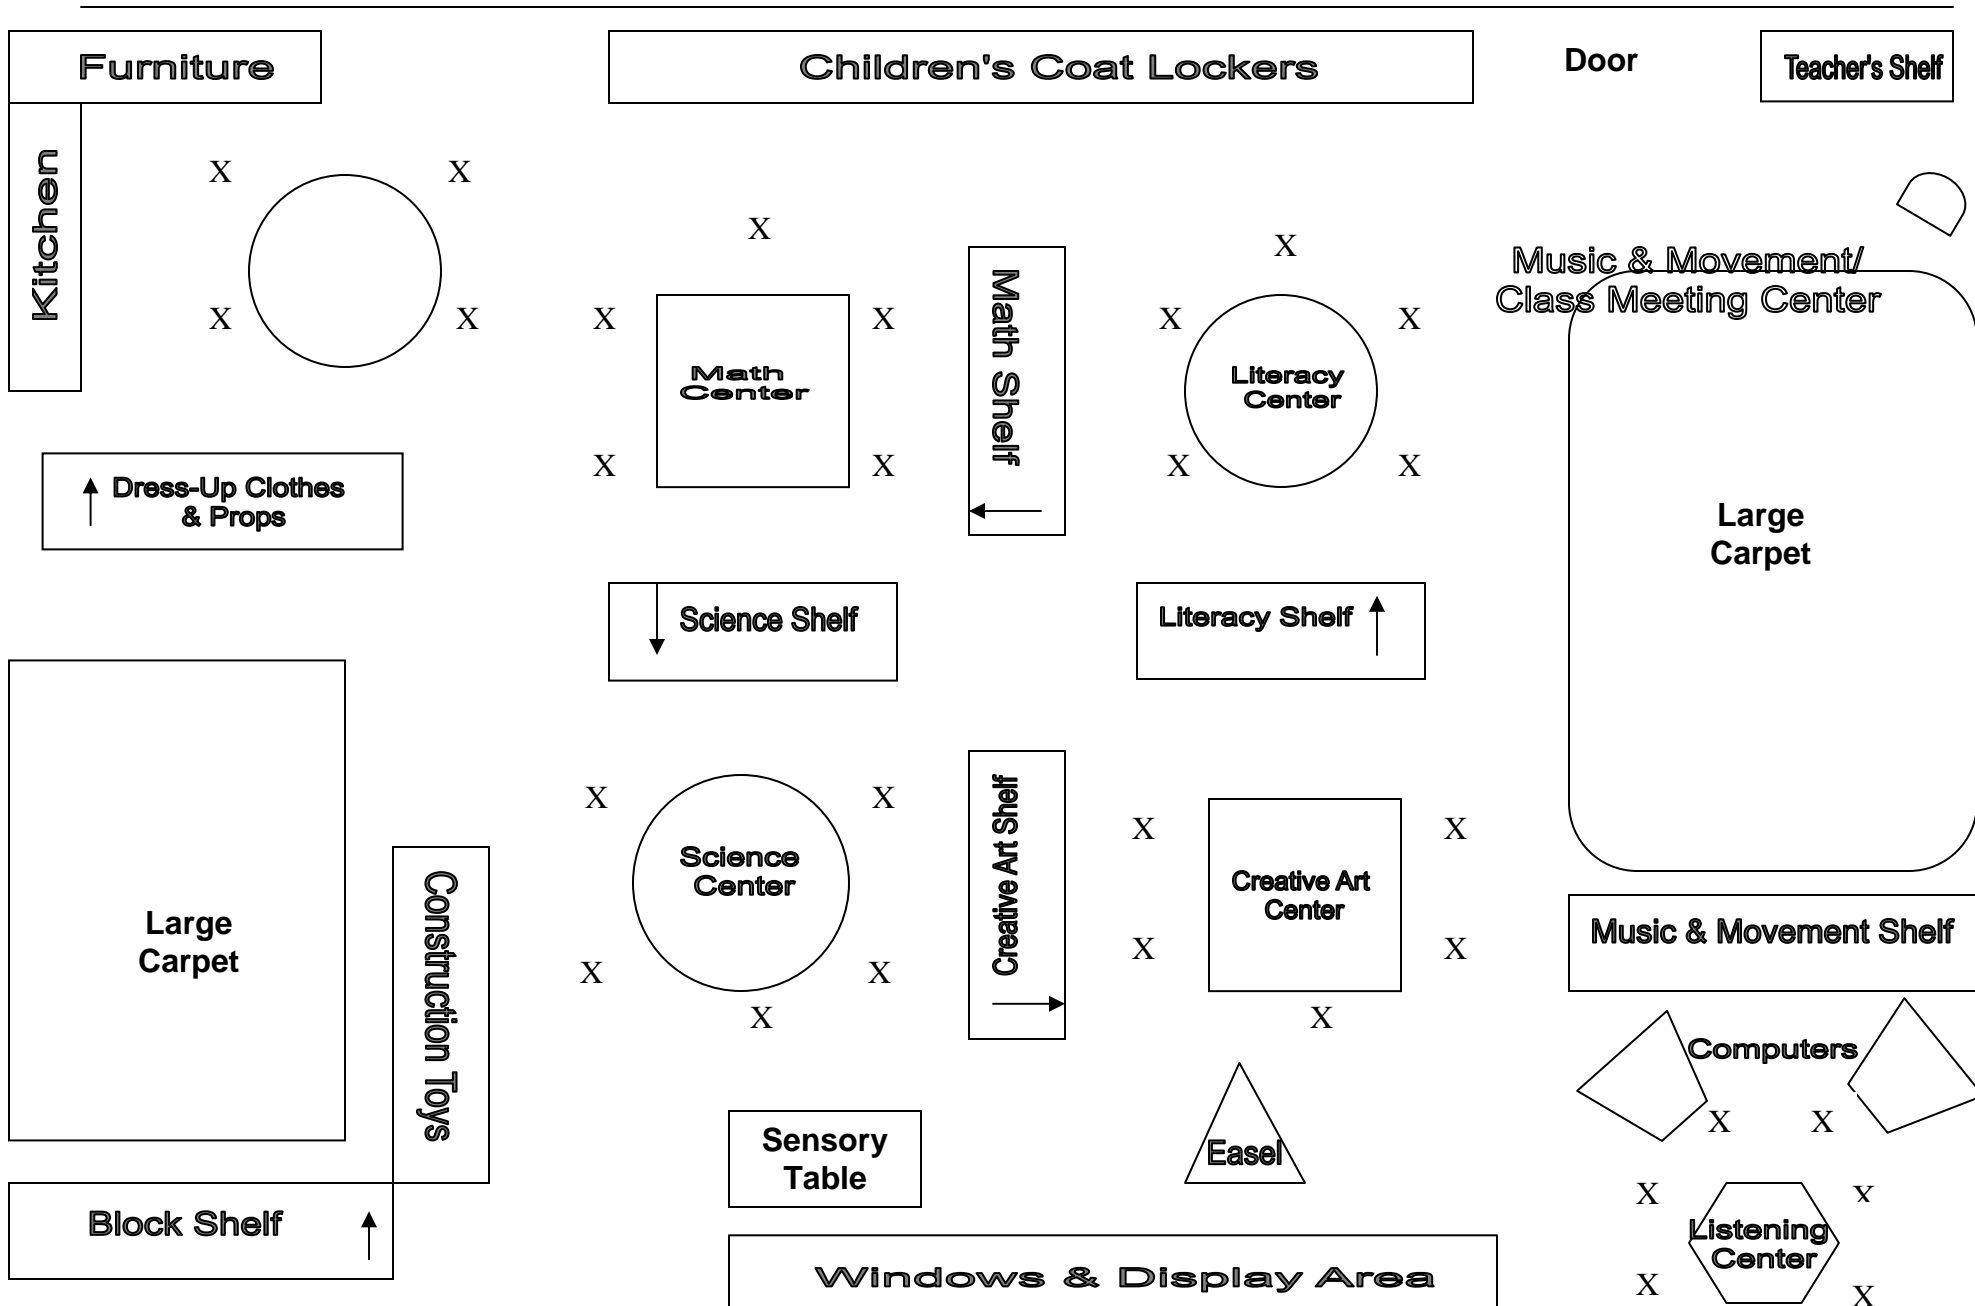 Furniture
Children's Coat Lockers
Door
Teacher's Shelf
Kitchen
X X
X
X
Music & Movement/
Class Meeting Center
X X
X X
X X
Math Shelf
Math
Center
Literacy
Center
X X
X X
Dress-Up Clothes
& Props
Large
Carpet
Science Shelf
Literacy Shelf
X X
X X
Creative Art Shelf
Science
Center
Creative Art
Center
Construction Toys
Large
Carpet
Music & Movement Shelf
X X
X X
X
X
Computers
X X
Sensory
Table
Easel
X X
Block Shelf
Listening
Center
X X
Windows & Display Area